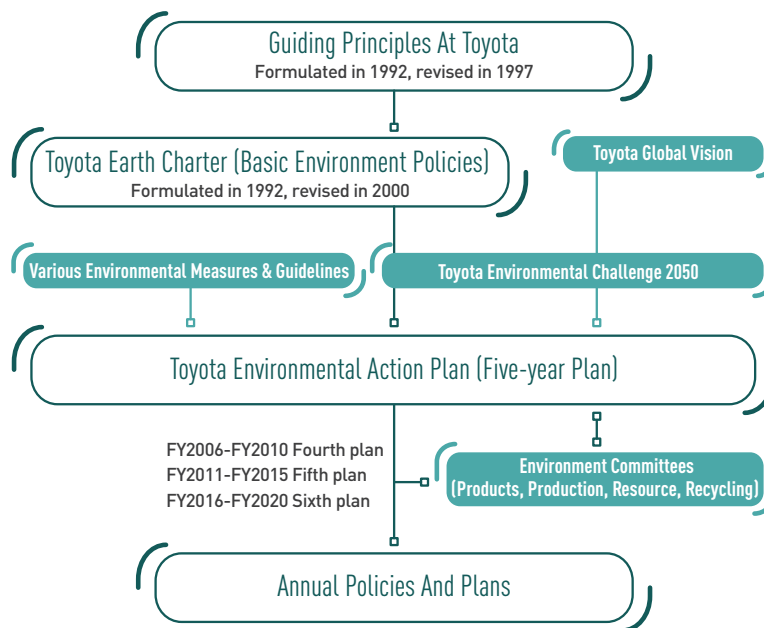 Guiding Principles At Toyota
Formulated in 1992, revised in 1997
Toyota Earth Charter (Basic Environment Policies)
Formulated in 1992, revised in 2000
Toyota Global Vision
Various Environmental Measures & Guidelines
Toyota Environmental Challenge 2050
Toyota Environmental Action Plan (Five-year Plan)
FY2006-FY2010 Fourth plan
FY2011-FY2015 Fifth plan
FY2016-FY2020 Sixth plan
Environment Committees
(Products, Production, Resource, Recycling)
Annual Policies And Plans